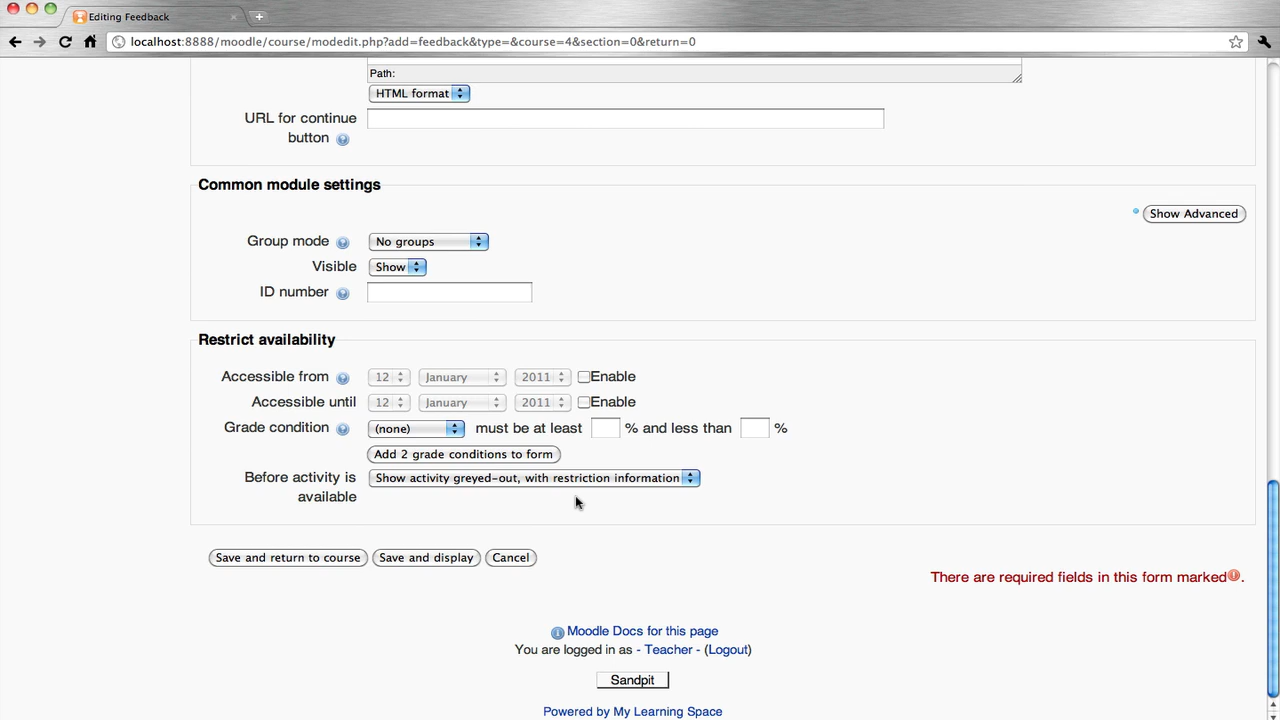 Editing Feedback
localhost:8888/moodle/course/modedit.php?add=feedback&type=&course=4&section=0&return=0
Path:
HTML format
URL for continue
button
Common module settings
Show Advanced
Group mode No groups
Visible Show
ID number
Restrict availability
Accessible from 12 January 2011 Enable
Accessible until 12 January 2011 Enable
Grade condition (none) must be at least % and less than %
Add 2 grade conditions to form
Before activity is Show activity greyed-out, with restriction information
available
Save and return to course Save and display Cancel
There are required fields in this form marked.
Moodle Docs for this page
You are logged in as - Teacher - (Logout)
Sandpit
Powered by My Learning Space